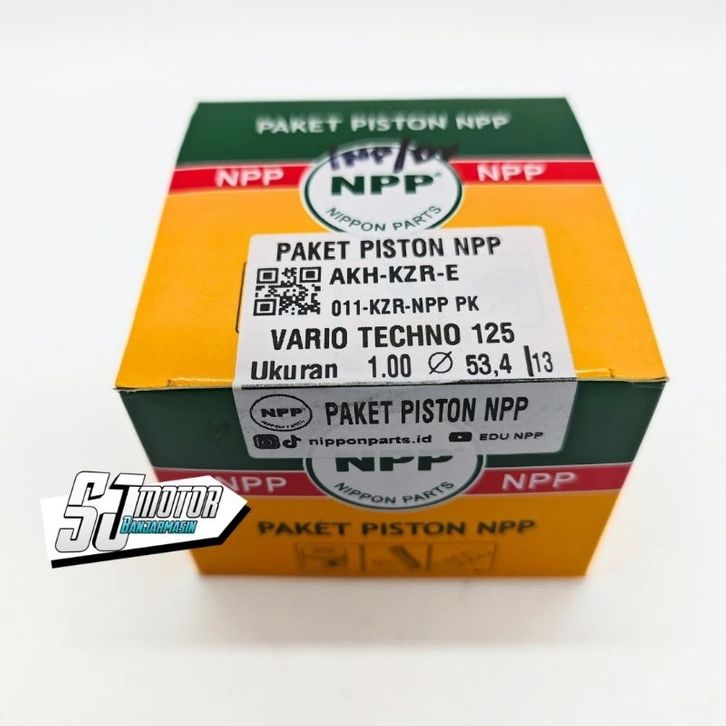 PAKET PISTON NPP
NPP
NPP
NPP
NIPPON PARTS
PAKET PISTON NPP
AKH-KZR-E
011-KZR-NPP PK
VARIO TECHNO 125
Ukuran 1.00 Ø 53,4 |13
NPP
PAKET PISTON NPP
nipponparts.id
EDU NPP
NPP
NPP
NPP
NIPPON PARTS
PAKET PISTON NPP
SJ MOTOR
BANJARMASIN